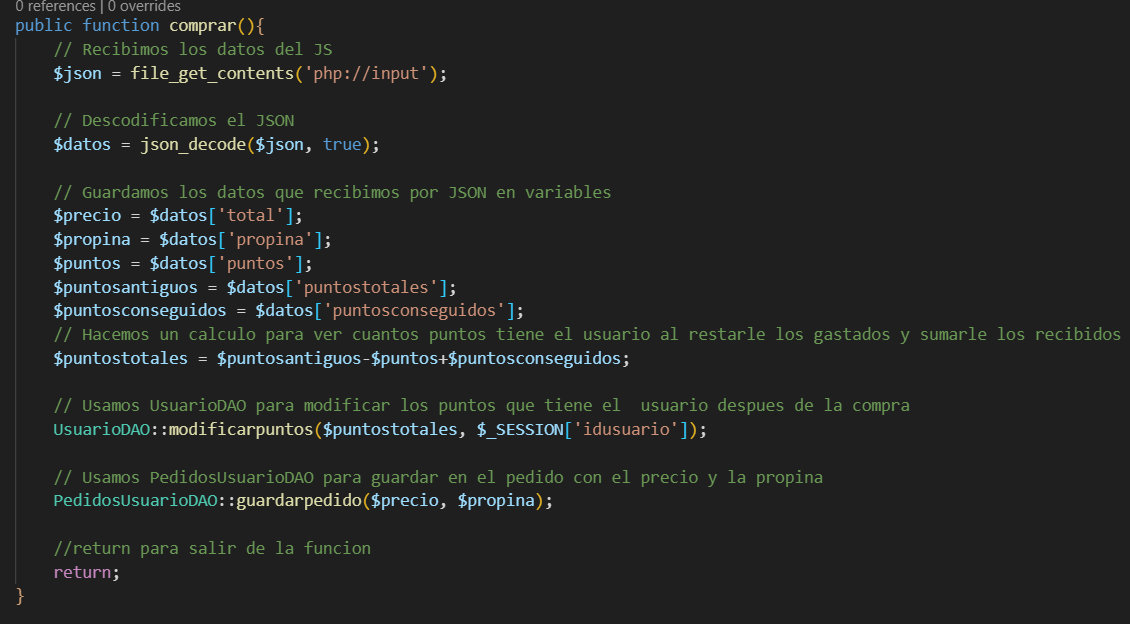 0 references | 0 overrides
public function comprar(){
// Recibimos los datos del JS
$json = file_get_contents('php://input');
// Descodificamos el JSON
$datos = json_decode($json, true);
// Guardamos los datos que recibimos por JSON en variables
$precio = $datos['total'];
$propina = $datos['propina'];
$puntos = $datos['puntos'];
$puntosantiguos = $datos['puntostotales'];
$puntosconseguidos = $datos['puntosconseguidos'];
// Hacemos un calculo para ver cuantos puntos tiene el usuario al restarle los gastados y sumarle los recibidos
$puntostotales = $puntosantiguos-$puntos+$puntosconseguidos;
// Usamos UsuarioDAO para modificar los puntos que tiene el  usuario despues de la compra
UsuarioDAO::modificarpuntos($puntostotales, $_SESSION['idusuario']);
// Usamos PedidosUsuarioDAO para guardar en el pedido con el precio y la propina
PedidosUsuarioDAO::guardarpedido($precio, $propina);
//return para salir de la funcion
return;
}